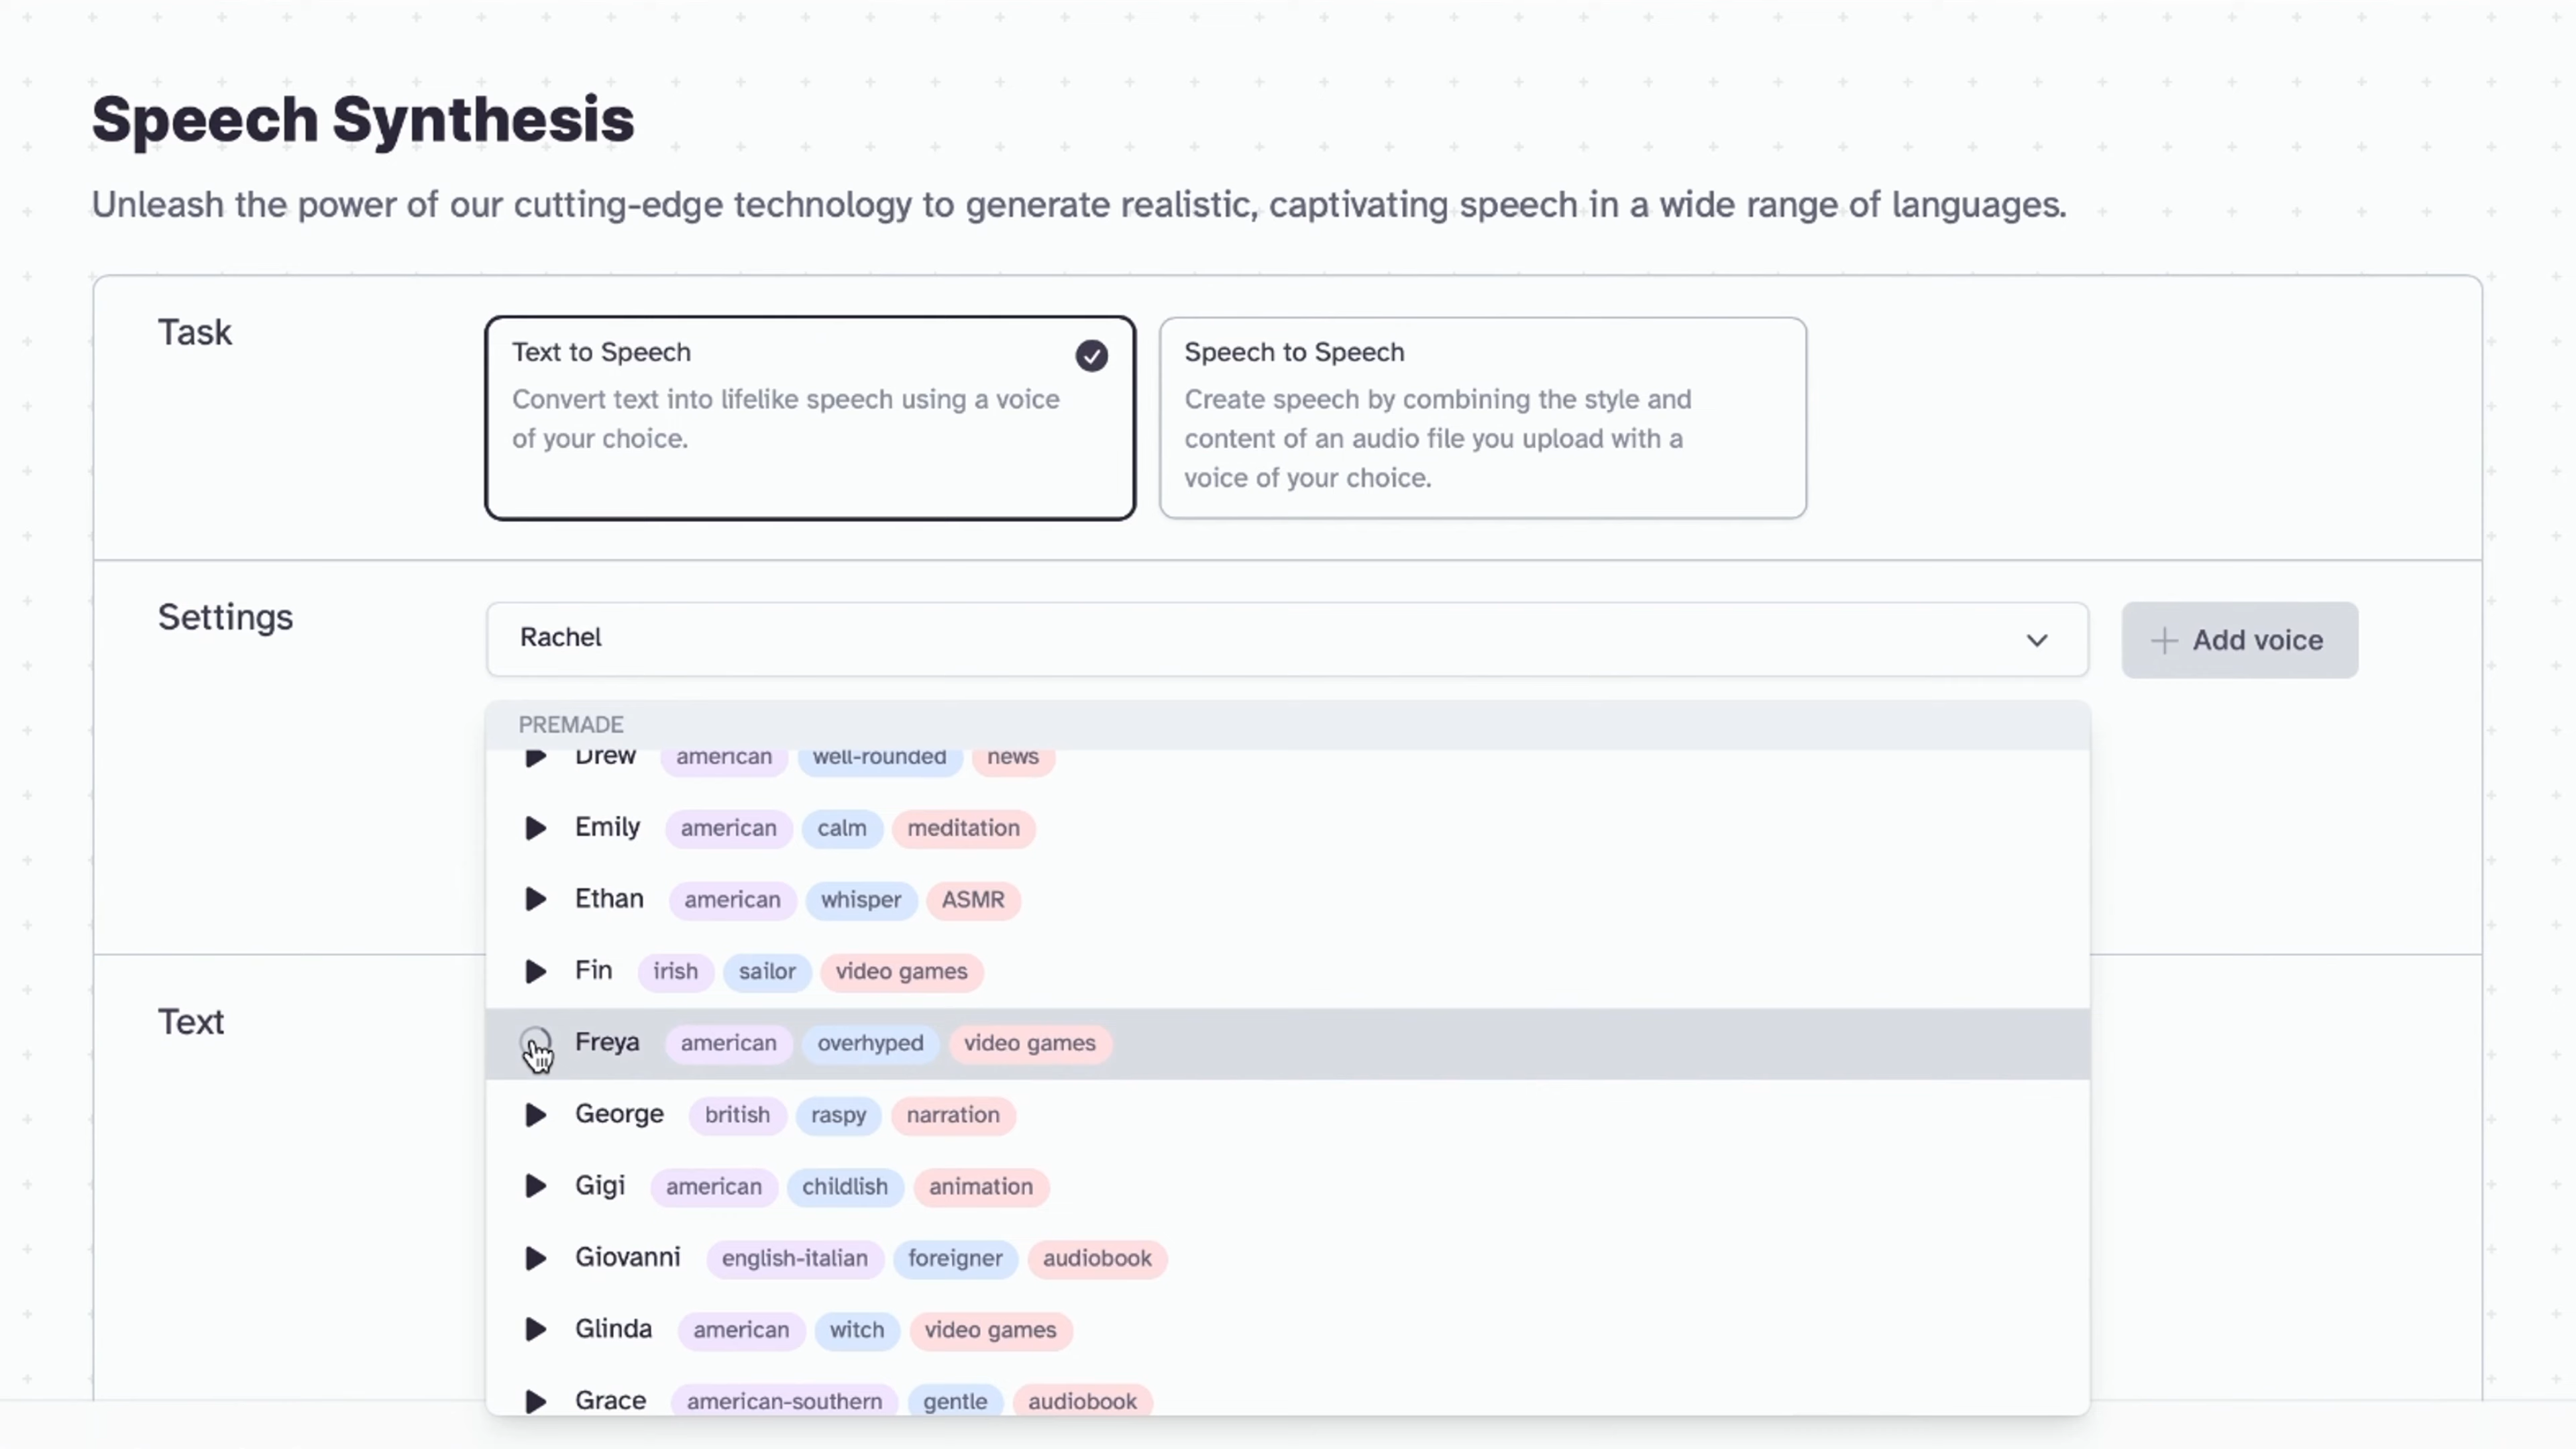 Speech Synthesis
Unleash the power of our cutting-edge technology to generate realistic, captivating speech in a wide range of languages.
Task
Text to Speech
Convert text into lifelike speech using a voice
of your choice.
Speech to Speech
Create speech by combining the style and
content of an audio file you upload with a
voice of your choice.
Settings
Rachel
Add voice
PREMADE
Drew american well-rounded news
Emily american calm meditation
Ethan american whisper ASMR
Fin irish sailor video games
Text
Freya american overhyped video games
George british raspy narration
Gigi american childlish animation
Giovanni english-italian foreigner audiobook
Glinda american witch video games
Grace american-southern gentle audiobook